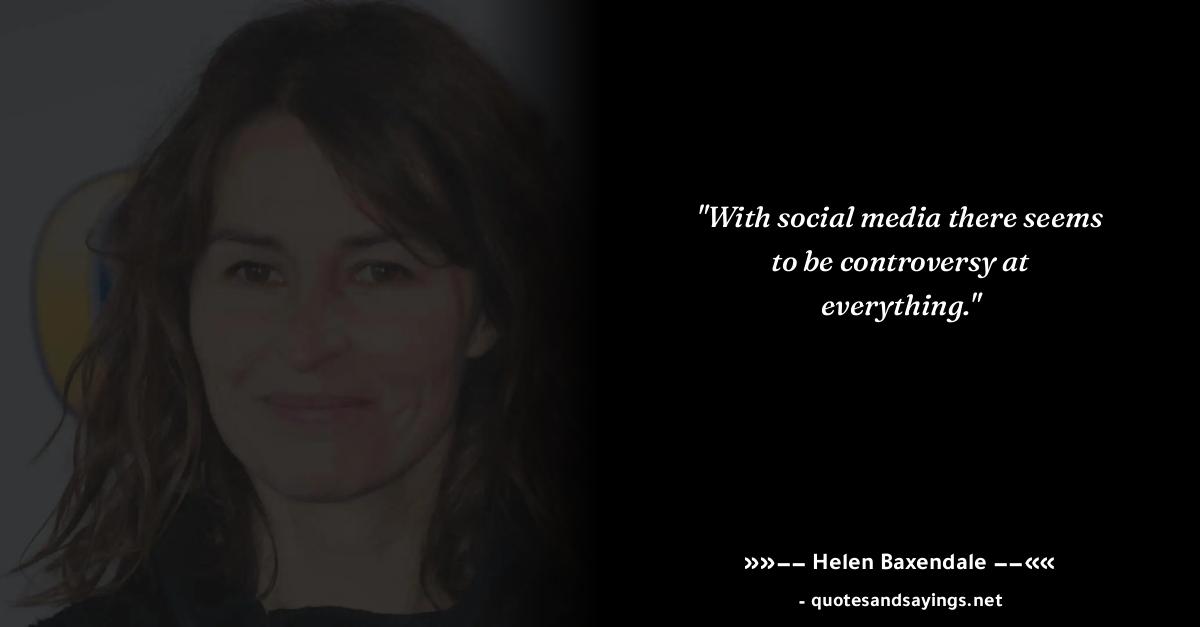 "With social media there seems
to be controversy at
everything."
»»−− Helen Baxendale −−««
- quotesandsayings.net